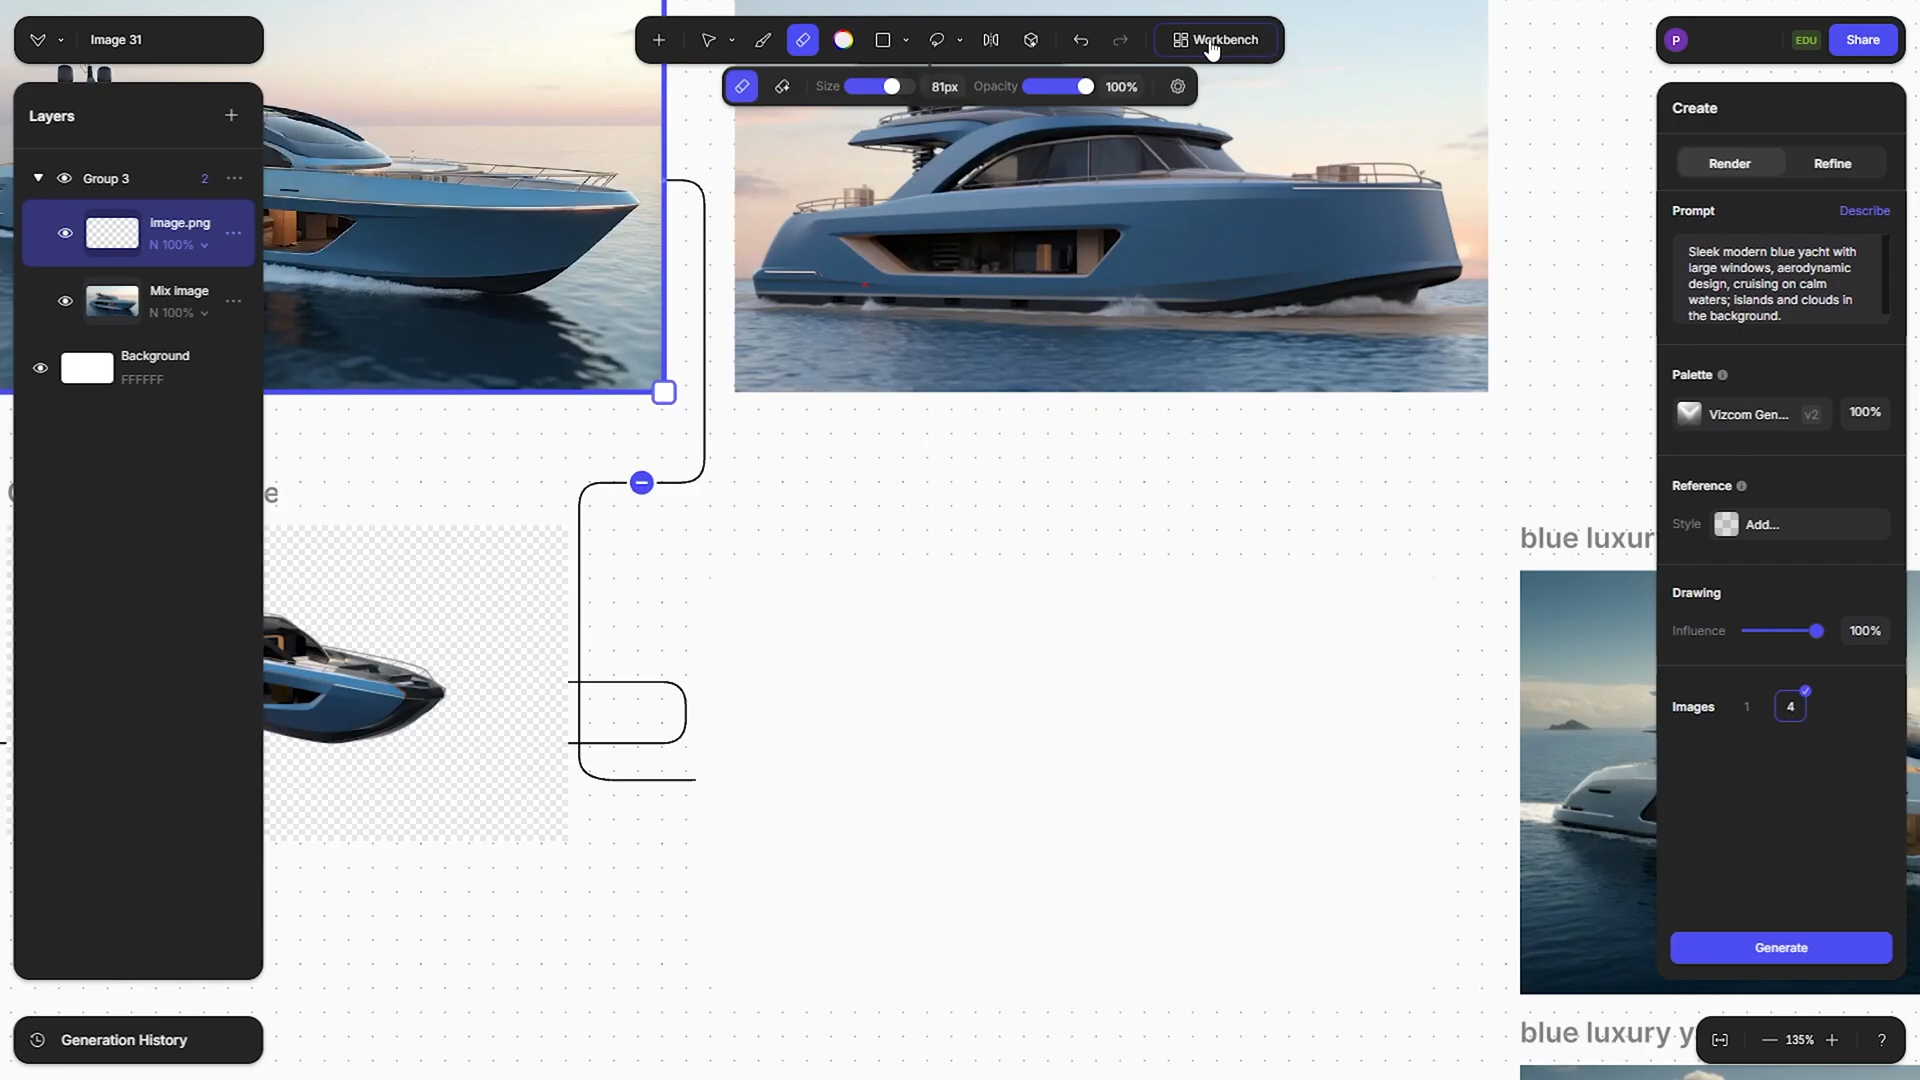 Image 31
Workbench
P
EDU
Share
Size
81px
Opacity
100%
Layers
Group 3
2
image.png
N 100%
Mix image
N 100%
Background
FFFFFF
Create
Render
Refine
Prompt
Describe
Sleek modern blue yacht with
large windows, aerodynamic
design, cruising on calm
waters; islands and clouds in
the background.
Palette
Vizcom Gen...
v2
100%
Reference
Style
Add...
Drawing
Influence
100%
Images
1
4
Generate
e
blue luxur
blue luxury y
Generation History
135%
?